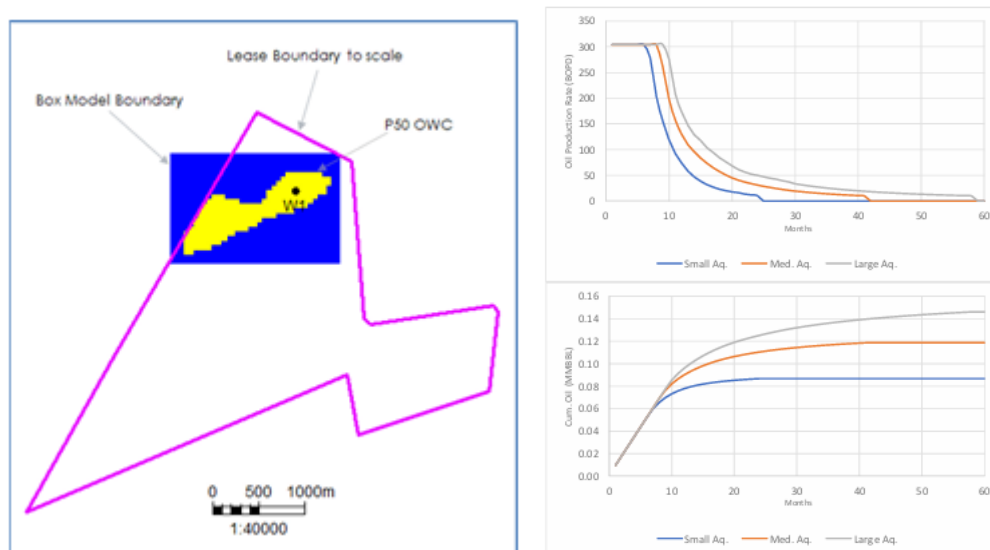 Lease Boundary to scale
Box Model Boundary
P50 OWC
W1
0 500 1000m
1:40000
350
300
250
200
150
100
50
0
Oil Production Rate (BOPD)
0 10 20 30 40 50 60
Months
Small Aq. Med. Aq. Large Aq.
0.16
0.14
0.12
0.10
0.08
0.06
0.04
0.02
0.00
Cum. Oil (MMBBL)
0 10 20 30 40 50 60
Months
Small Aq. Med. Aq. Large Aq.